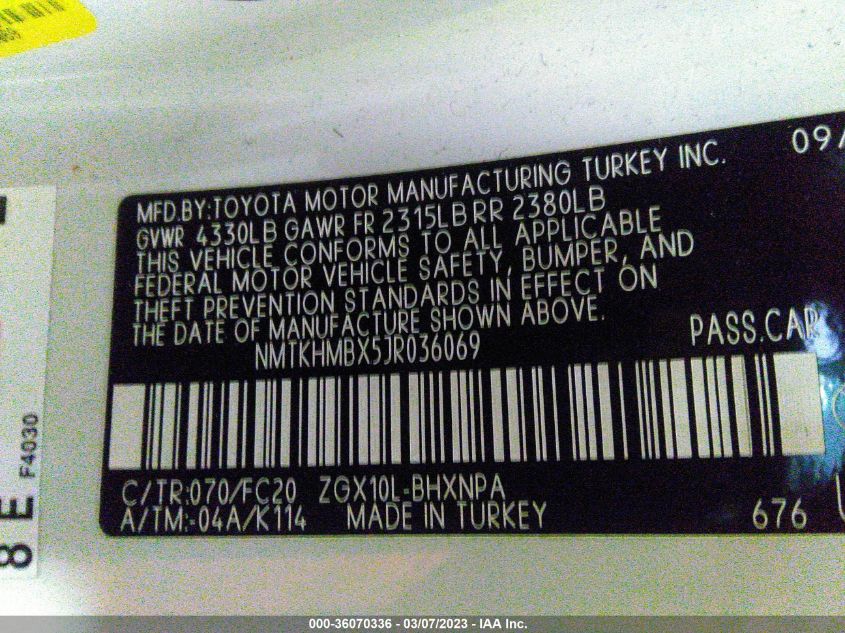 09/
MFD.BY:TOYOTA MOTOR MANUFACTURING TURKEY INC.
GVWR 4330LB GAWR FR 2315LB RR 2380LB
THIS VEHICLE CONFORMS TO ALL APPLICABLE
FEDERAL MOTOR VEHICLE SAFETY, BUMPER, AND
THEFT PREVENTION STANDARDS IN EFFECT ON
THE DATE OF MANUFACTURE SHOWN ABOVE.
NMTKHMBX5JR036069 PASS.CAR
C/TR:070/FC20 ZGX10L-BHXNPA
A/TM:-04A/K114 MADE IN TURKEY 676
F4030
8 E
000-36070336 - 03/07/2023 - IAA Inc.